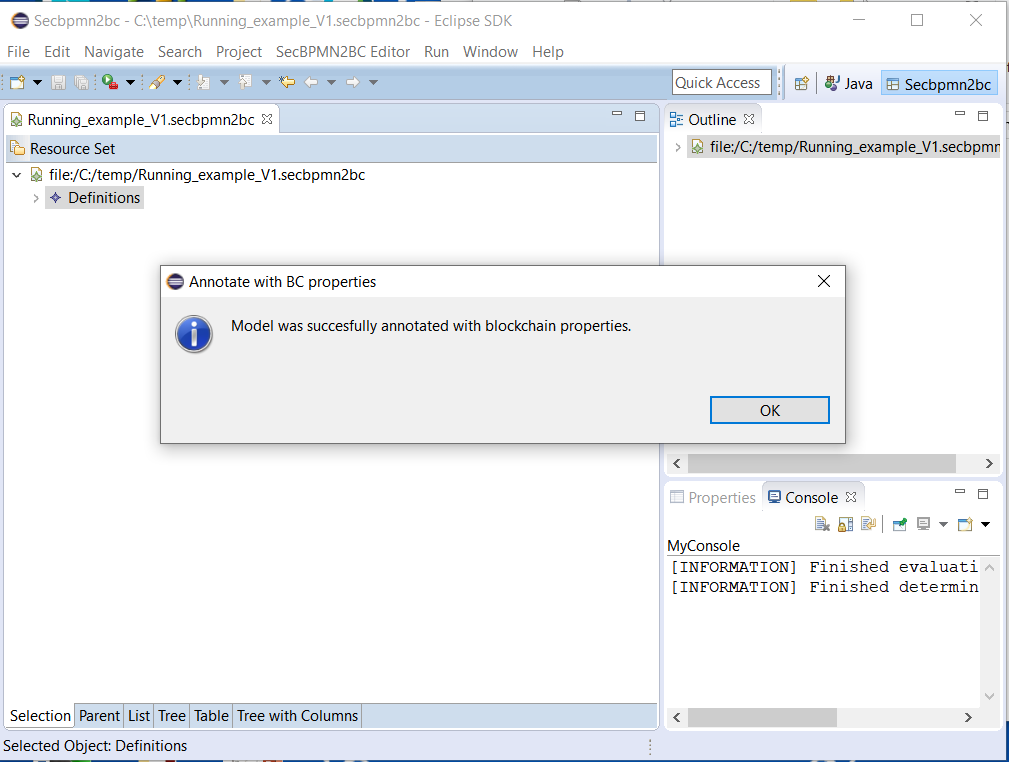 Secbpmn2bc - C:\temp\Running_example_V1.secbpmn2bc - Eclipse SDK
File Edit Navigate Search Project SecBPMN2BC Editor Run Window Help
Quick Access Java Secbpmn2bc
Running_example_V1.secbpmn2bc
Resource Set
file:/C:/temp/Running_example_V1.secbpmn2bc
Definitions
Outline
file:/C:/temp/Running_example_V1.secbpmn
Annotate with BC properties
Model was succesfully annotated with blockchain properties.
OK
Properties Console
MyConsole
[INFORMATION] Finished evaluati
[INFORMATION] Finished determin
Selection Parent List Tree Table Tree with Columns
Selected Object: Definitions